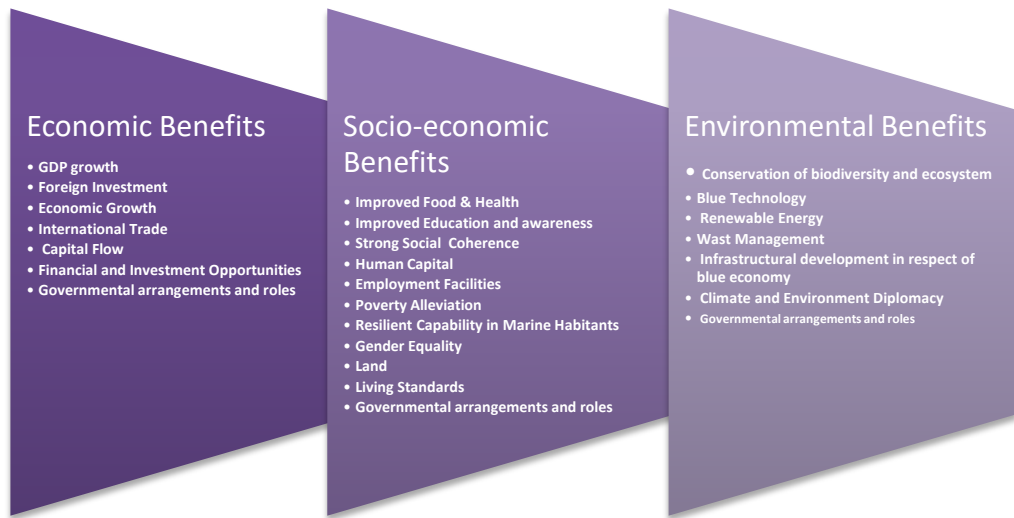 Economic Benefits
• GDP growth
• Foreign Investment
• Economic Growth
• International Trade
• Capital Flow
• Financial and Investment Opportunities
• Governmental arrangements and roles
Socio-economic
Benefits
• Improved Food & Health
• Improved Education and awareness
• Strong Social Coherence
• Human Capital
• Employment Facilities
• Poverty Alleviation
• Resilient Capability in Marine Habitants
• Gender Equality
• Land
• Living Standards
• Governmental arrangements and roles
Environmental Benefits
• Conservation of biodiversity and ecosystem
• Blue Technology
• Renewable Energy
• Wast Management
• Infrastructural development in respect of
blue economy
• Climate and Environment Diplomacy
• Governmental arrangements and roles